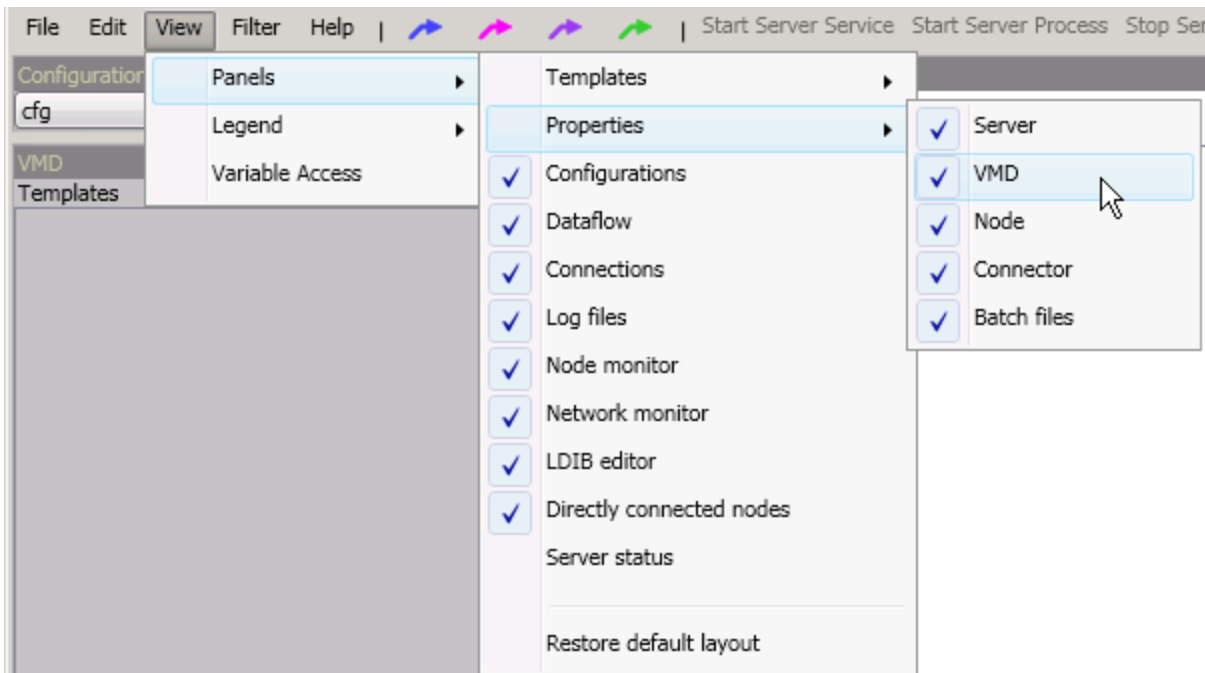 File Edit View Filter Help | | Start Server Service Start Server Process Stop Ser
Configuration
cfg
VMD
Templates
Panels
Legend
Variable Access
Templates
Properties
Configurations
Dataflow
Connections
Log files
Node monitor
Network monitor
LDIB editor
Directly connected nodes
Server status
Restore default layout
Server
VMD
Node
Connector
Batch files